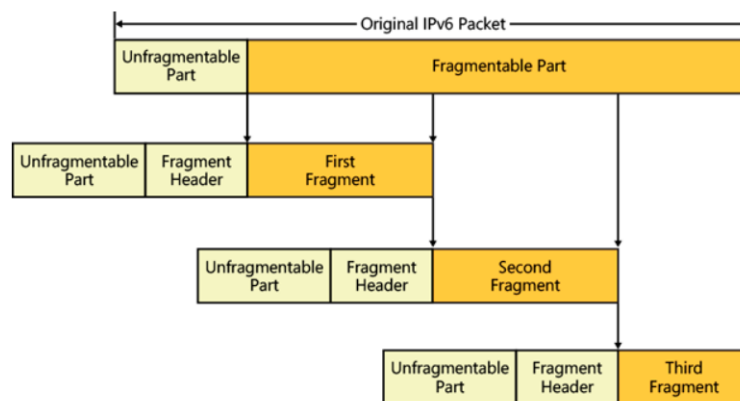 Original IPv6 Packet
Unfragmentable
Part
Fragmentable Part
Unfragmentable
Part
Fragment
Header
First
Fragment
Unfragmentable
Part
Fragment
Header
Second
Fragment
Unfragmentable
Part
Fragment
Header
Third
Fragment